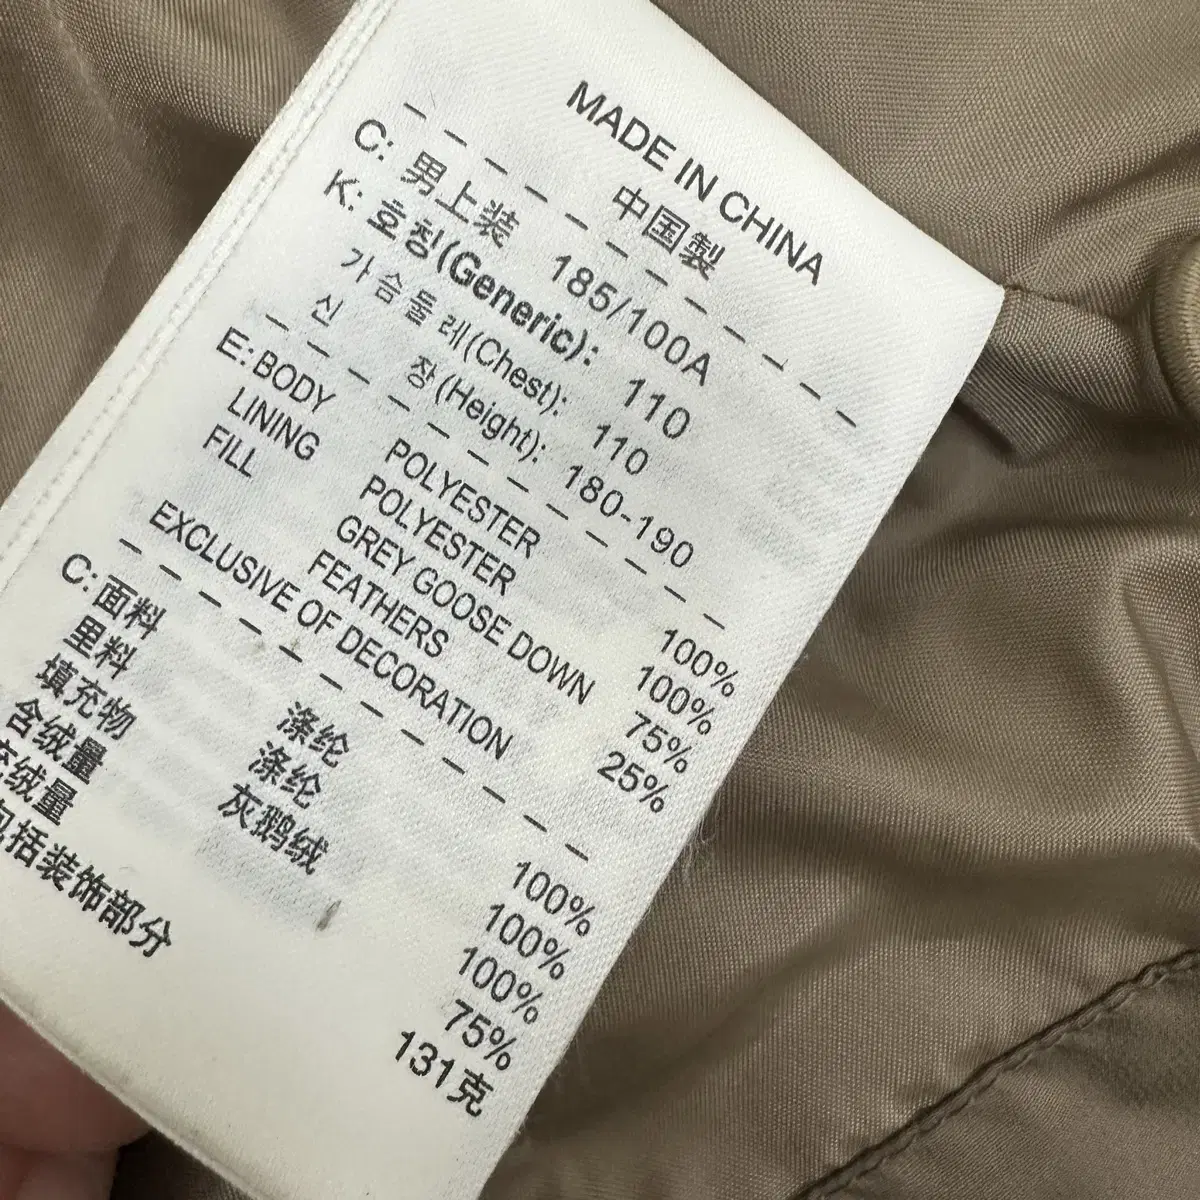 MADE IN CHINA
中国製
C: 男上装 185/100A
K: 호칭(Generic): 110
가슴둘레(Chest): 110
신 장(Height): 180-190
E: BODY POLYESTER 100%
LINING POLYESTER 100%
FILL GREY GOOSE DOWN 75%
FEATHERS 25%
EXCLUSIVE OF DECORATION
C: 面料 涤纶 100%
里料 涤纶 100%
填充物 灰鹅绒 100%
含绒量 75%
充绒量 131克
包括装饰部分